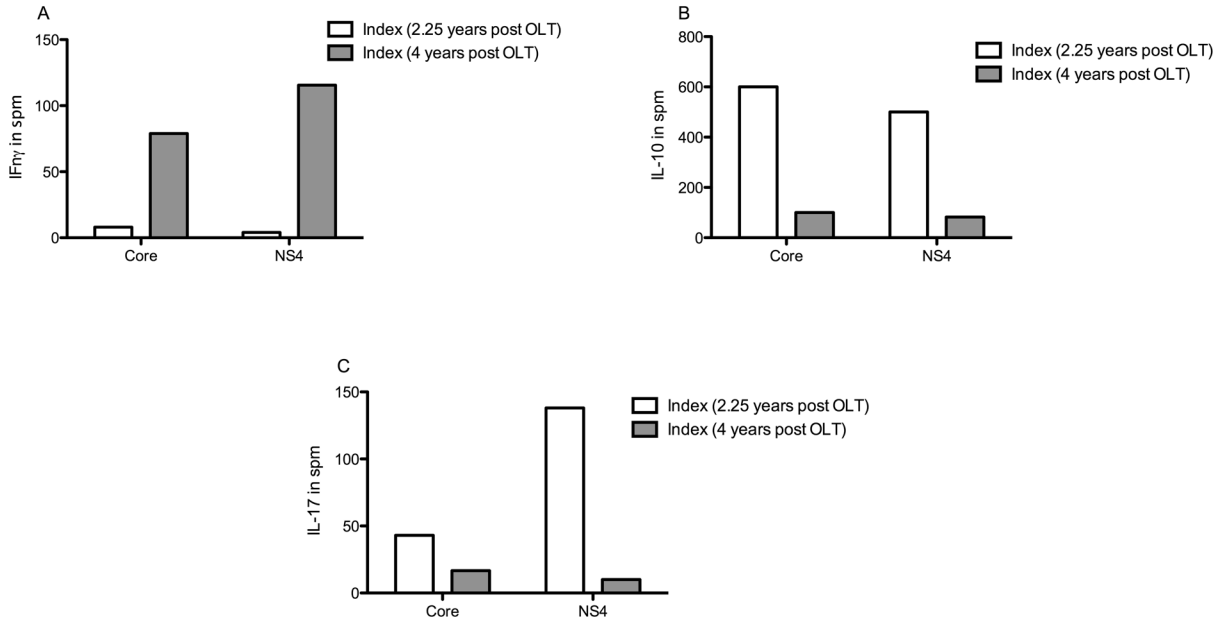 A
Index (2.25 years post OLT)
Index (4 years post OLT)
IFnγ in spm
150
100
50
0
Core NS4
B
Index (2.25 years post OLT)
Index (4 years post OLT)
IL-10 in spm
800
600
400
200
0
Core NS4
C
Index (2.25 years post OLT)
Index (4 years post OLT)
IL-17 in spm
150
100
50
0
Core NS4